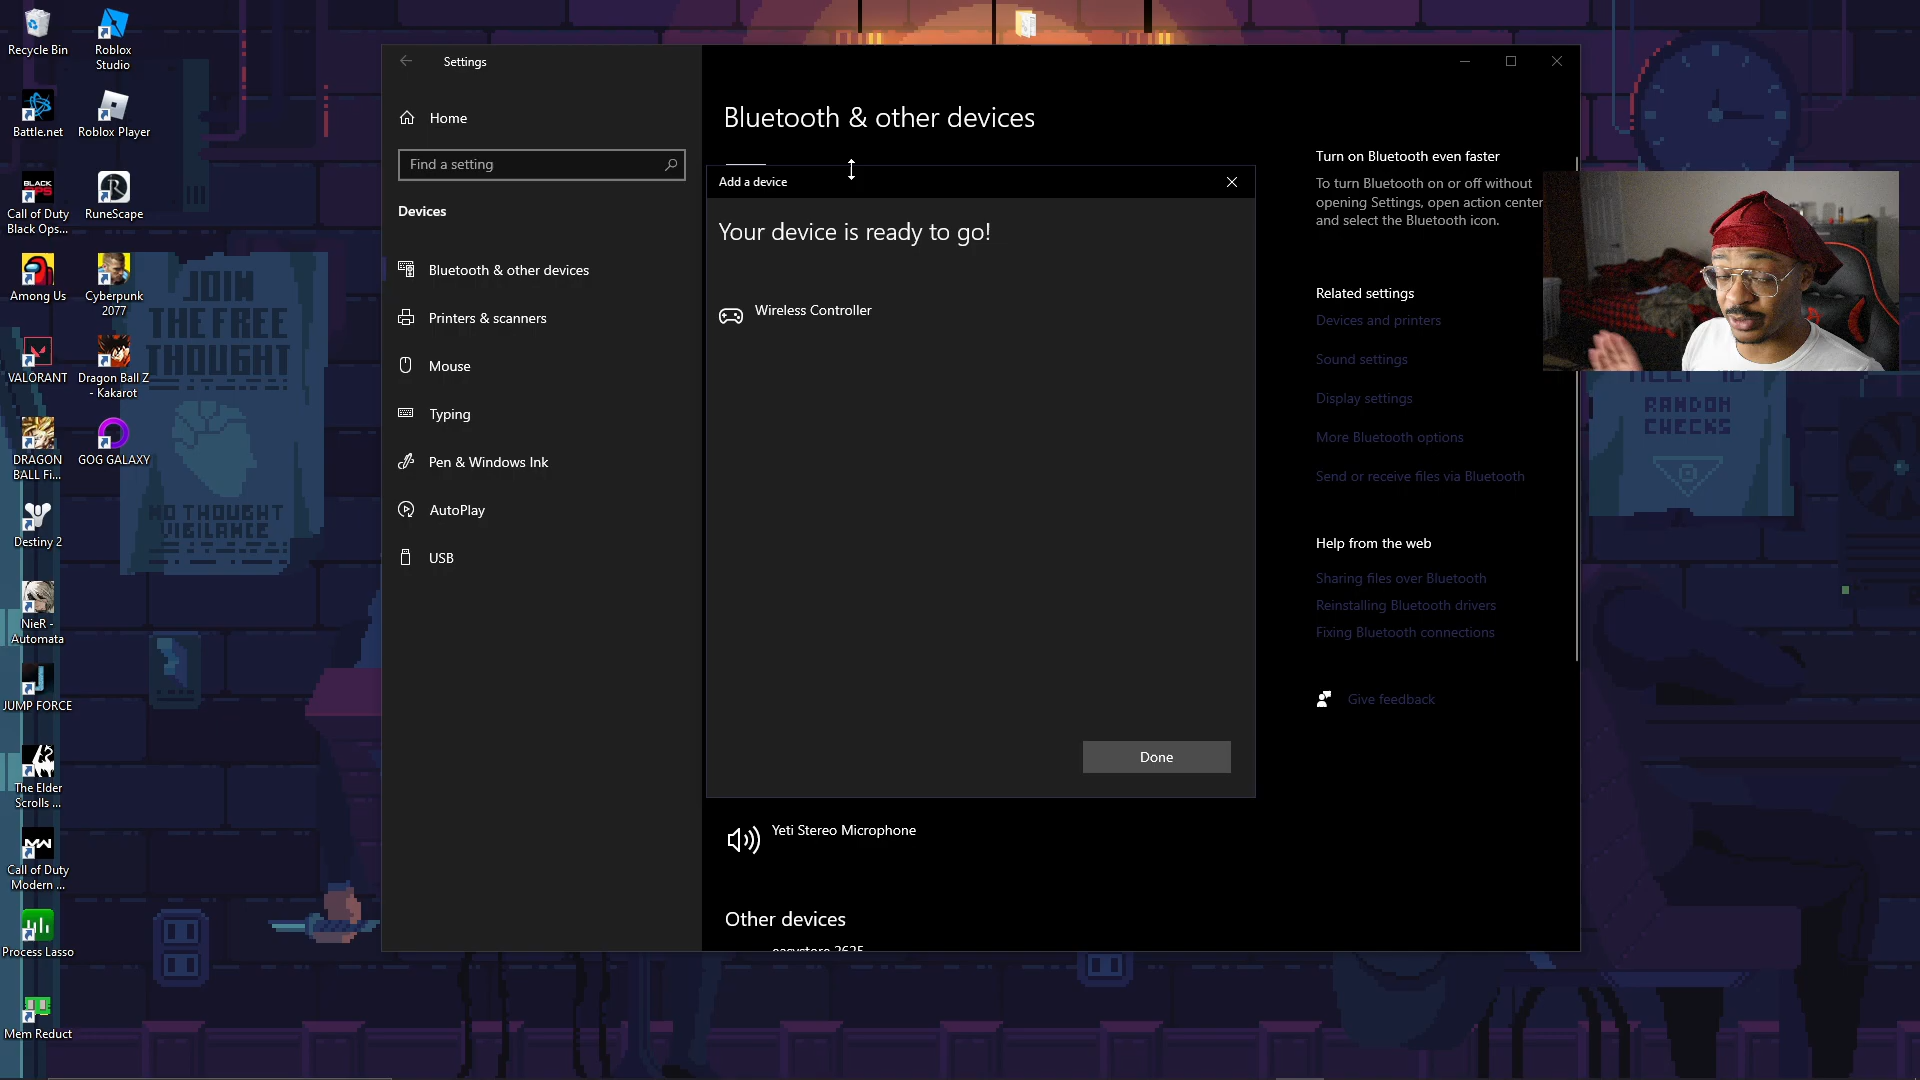 Recycle Bin
Roblox
Studio
Battle.net
Roblox Player
BLACK
OPS
Call of Duty
Black Ops...
RuneScape
Among Us
Cyberpunk
2077
VALORANT
Dragon Ball Z
- Kakarot
DRAGON
BALL Fi...
GOG GALAXY
Destiny 2
NieR -
Automata
JUMP FORCE
The Elder
Scrolls ...
Call of Duty
Modern ...
Process Lasso
Mem Reduct
JOIN
THE FREE
THOUGHT
NO THOUGHT
VIGILANCE
Settings
Home
Find a setting
Devices
Bluetooth & other devices
Printers & scanners
Mouse
Typing
Pen & Windows Ink
AutoPlay
USB
Bluetooth & other devices
Add a device
Your device is ready to go!
Wireless Controller
Done
Yeti Stereo Microphone
Other devices
Turn on Bluetooth even faster
To turn Bluetooth on or off without
opening Settings, open action center
and select the Bluetooth icon.
Related settings
Devices and printers
Sound settings
Display settings
More Bluetooth options
Send or receive files via Bluetooth
Help from the web
Sharing files over Bluetooth
Reinstalling Bluetooth drivers
Fixing Bluetooth connections
Give feedback
RANDOM
CHECKS